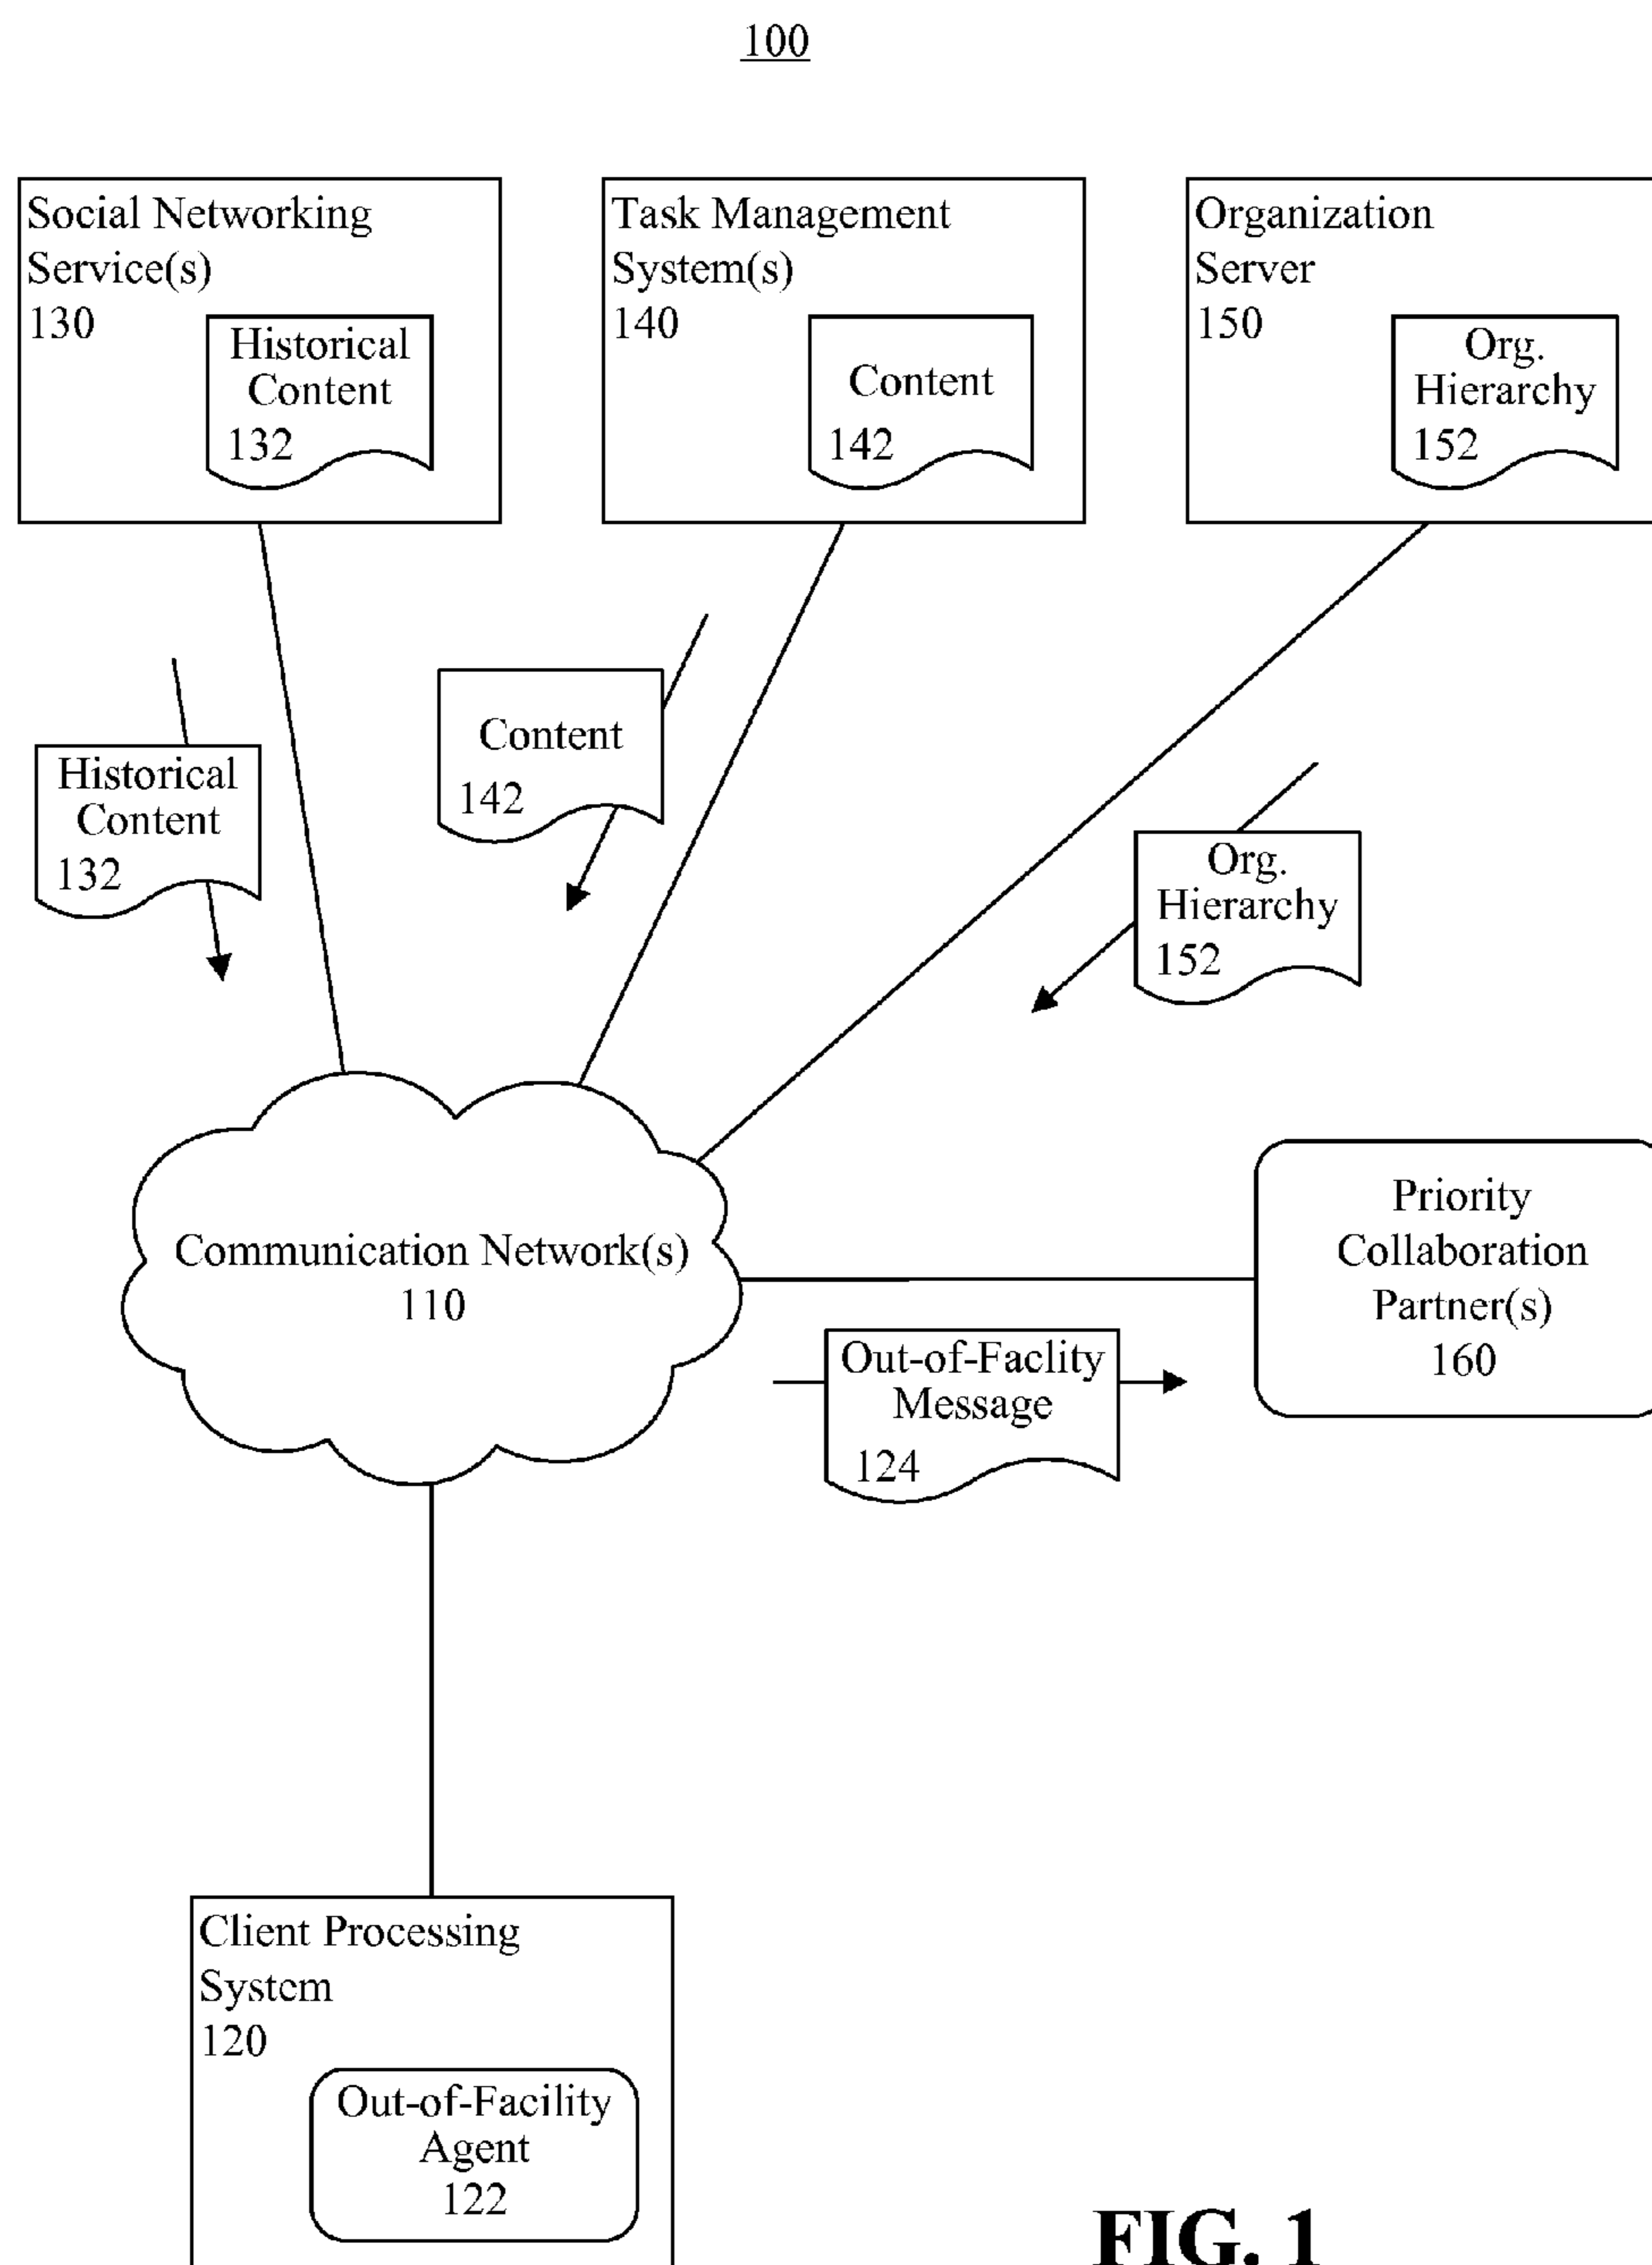 100
Social Networking
Service(s)
130
Historical
Content
132
Task Management
System(s)
140
Content
142
Organization
Server
150
Org.
Hierarchy
152
Historical
Content
132
Content
142
Org.
Hierarchy
152
Communication Network(s)
110
Priority
Collaboration
Partner(s)
160
Out-of-Faclity
Message
124
Client Processing
System
120
Out-of-Facility
Agent
122
FIG. 1